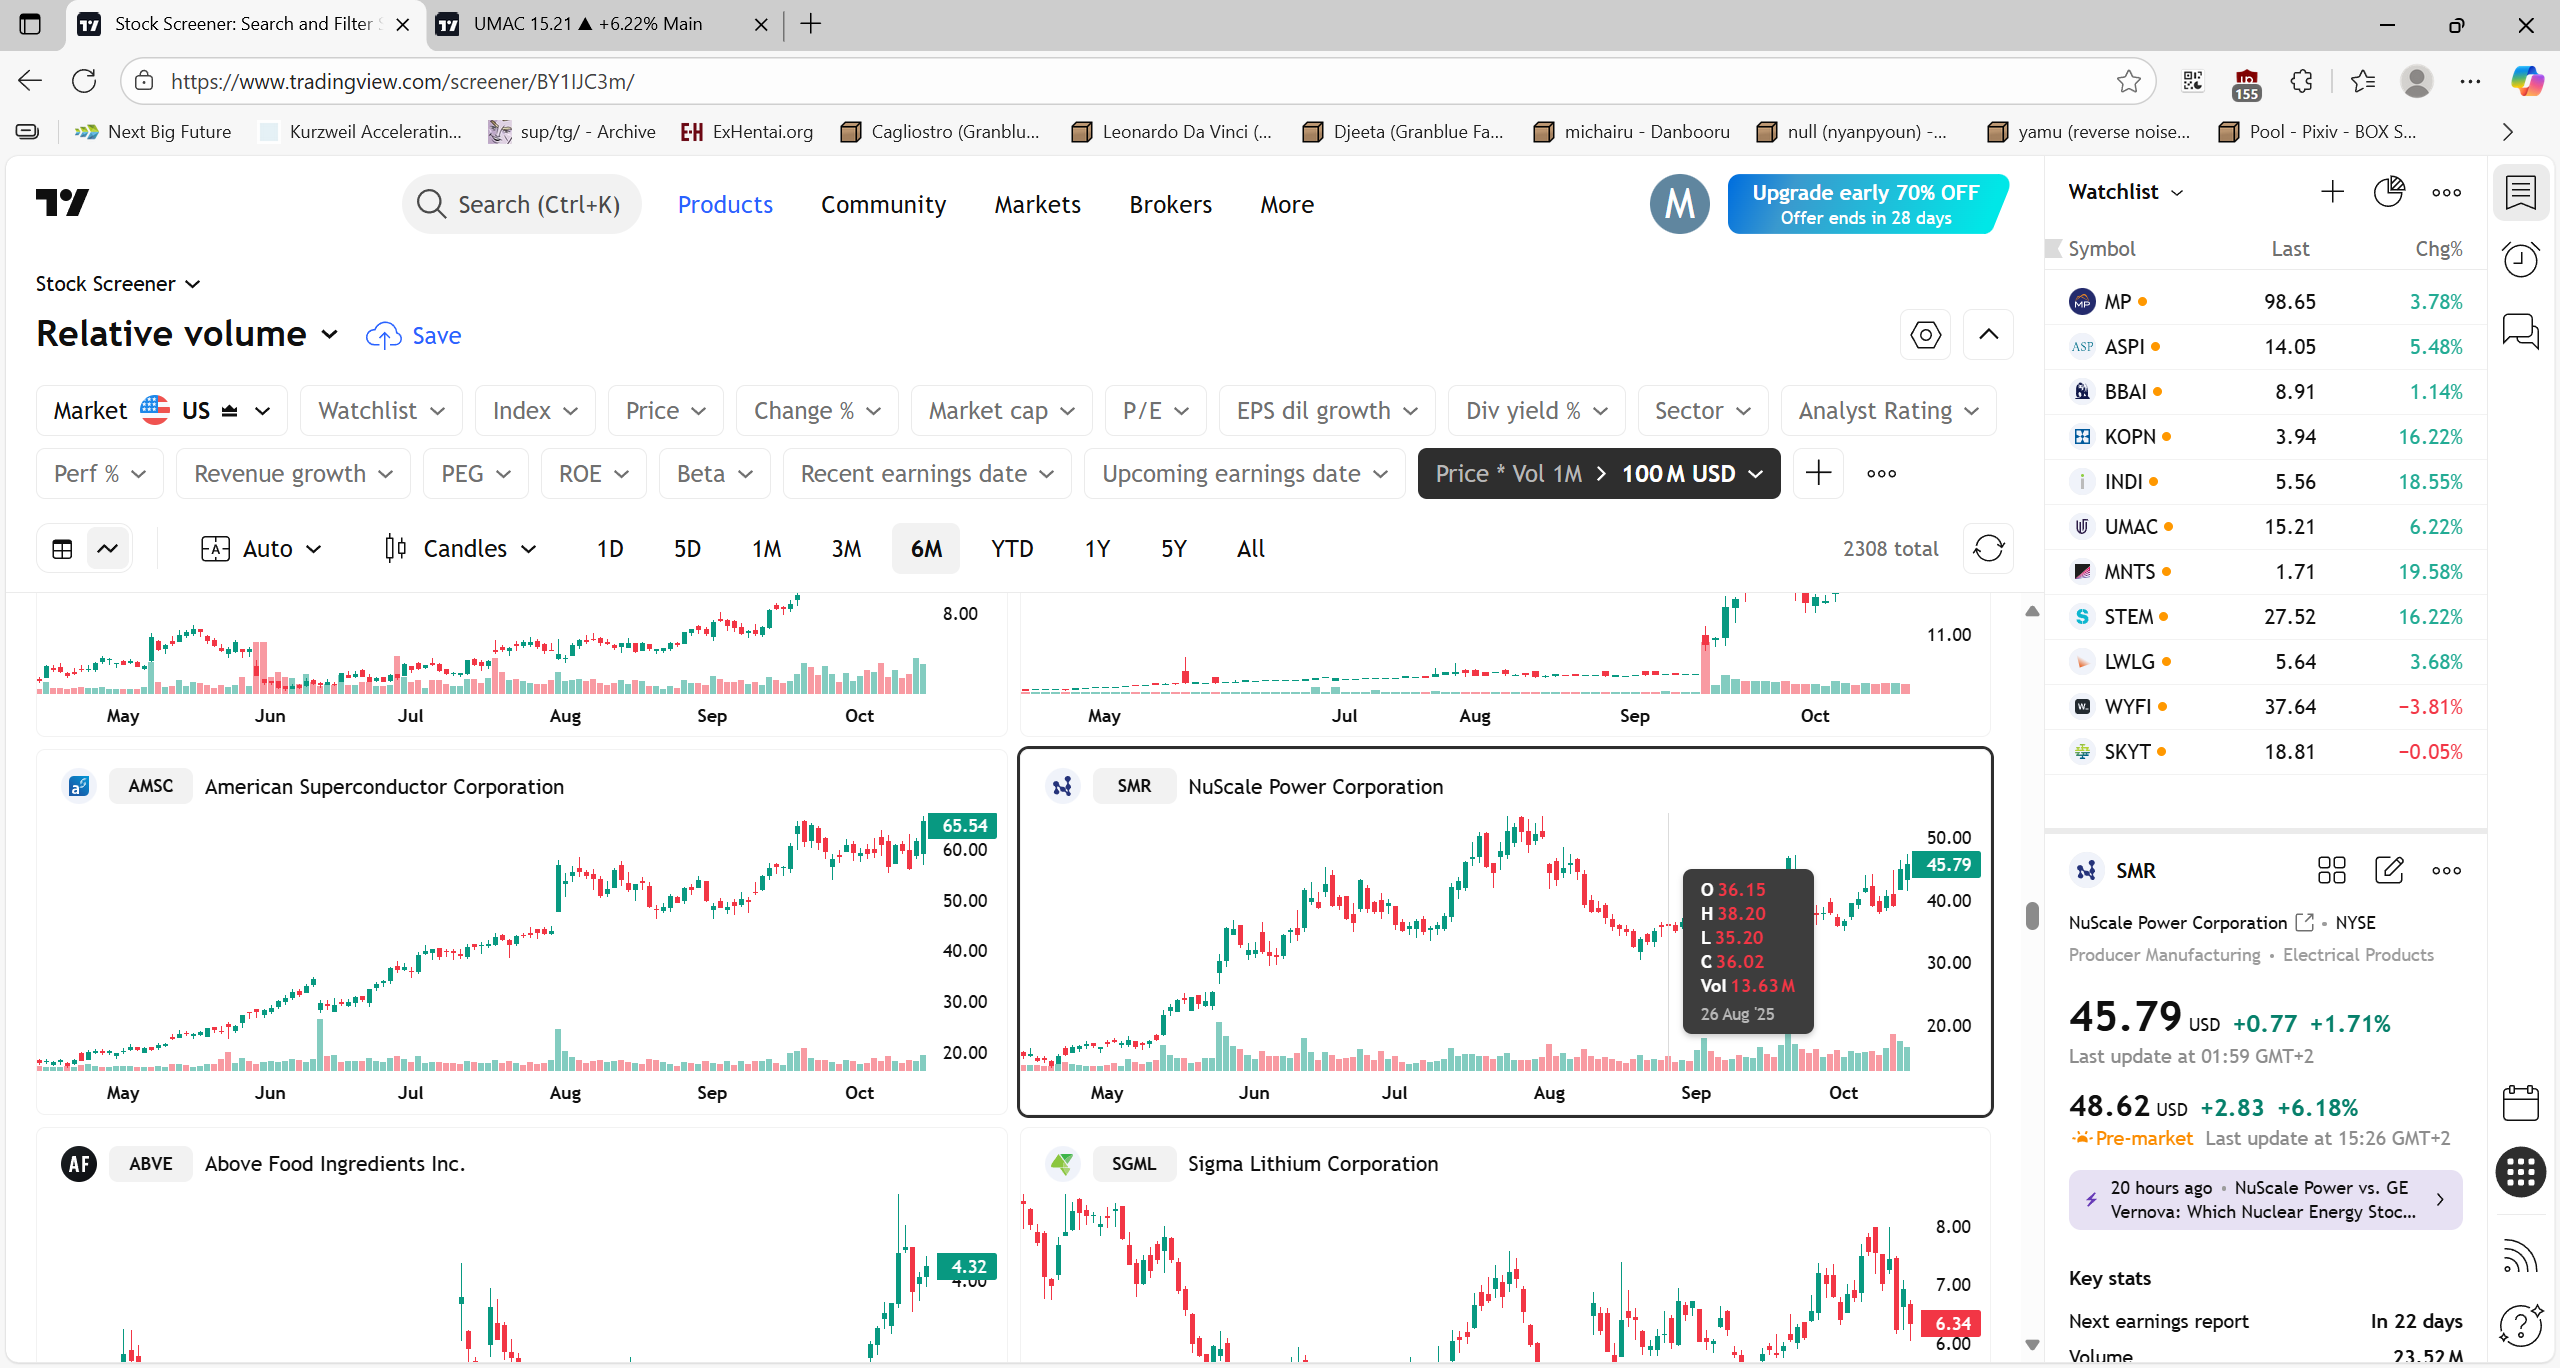 Stock Screener: Search and Filter S
UMAC 15.21 ▲ +6.22% Main
https://www.tradingview.com/screener/BY1IJC3m/
155
Next Big Future
Kurzweil Acceleratin...
sup/tg/ - Archive
E-H ExHentai.org
Cagliostro (Granblu...
Leonardo Da Vinci (...
Djeeta (Granblue Fa...
michairu - Danbooru
null (nyanpyoun) -...
yamu (reverse noise...
Pool - Pixiv - BOX S...
Search (Ctrl+K)
Products
Community
Markets
Brokers
More
M
Upgrade early 70% OFF
Offer ends in 28 days
Stock Screener
Relative volume
Save
Market US
Watchlist
Index
Price
Change %
Market cap
P/E
EPS dil growth
Div yield %
Sector
Analyst Rating
Perf %
Revenue growth
PEG
ROE
Beta
Recent earnings date
Upcoming earnings date
Price * Vol 1M > 100 M USD
A Auto
Candles
1D
5D
1M
3M
6M
YTD
1Y
5Y
All
2308 total
8.00
May Jun Jul Aug Sep Oct
11.00
May Jul Aug Sep Oct
AMSC American Superconductor Corporation
65.54
60.00
50.00
40.00
30.00
20.00
May Jun Jul Aug Sep Oct
SMR NuScale Power Corporation
50.00
45.79
40.00
30.00
20.00
O 36.15
H 38.20
L 35.20
C 36.02
Vol 13.63 M
26 Aug '25
May Jun Jul Aug Sep Oct
AF ABVE Above Food Ingredients Inc.
4.32
4.00
SGML Sigma Lithium Corporation
8.00
7.00
6.34
6.00
Watchlist
Symbol Last Chg%
MP MP 98.65 3.78%
ASP ASPI 14.05 5.48%
BBAI 8.91 1.14%
KOPN 3.94 16.22%
INDI 5.56 18.55%
UMAC 15.21 6.22%
MNTS 1.71 19.58%
S STEM 27.52 16.22%
LWLG 5.64 3.68%
W. WYFI 37.64 −3.81%
SKYT 18.81 −0.05%
SMR
NuScale Power Corporation • NYSE
Producer Manufacturing • Electrical Products
45.79 USD +0.77 +1.71%
Last update at 01:59 GMT+2
48.62 USD +2.83 +6.18%
Pre-market Last update at 15:26 GMT+2
20 hours ago • NuScale Power vs. GE
Vernova: Which Nuclear Energy Stoc...
Key stats
Next earnings report In 22 days
Volume 23.52 M